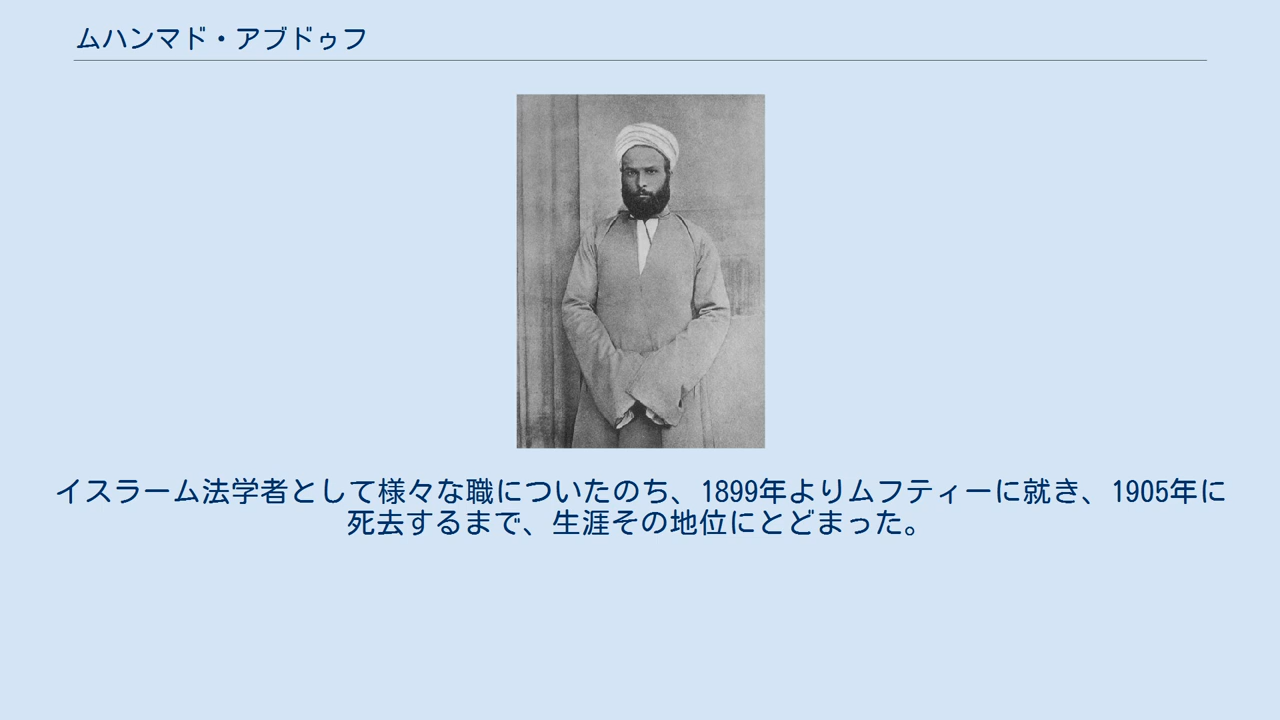 ムハンマド・アブドゥフ
イスラーム法学者として様々な職についたのち、1899年よりムフティーに就き、1905年に
死去するまで、生涯その地位にとどまった。